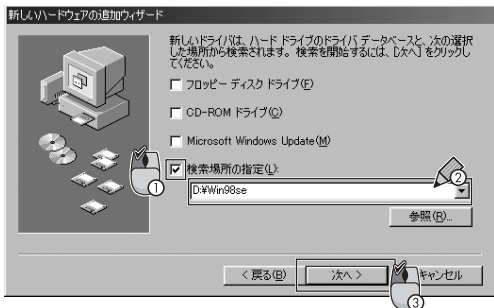 新しいハードウェアの追加ウィザード
新しいドライバは、ハード ドライブのドライバ データベースと、次の選択
した場所から検索されます。検索を開始するには、[次へ] をクリックし
てください。
フロッピー ディスク ドライブ(F)
CD-ROM ドライブ(C)
Microsoft Windows Update(M)
検索場所の指定(L):
①
D:¥Win98se
②
参照(R)...
< 戻る(B)
次へ >
キャンセル
③